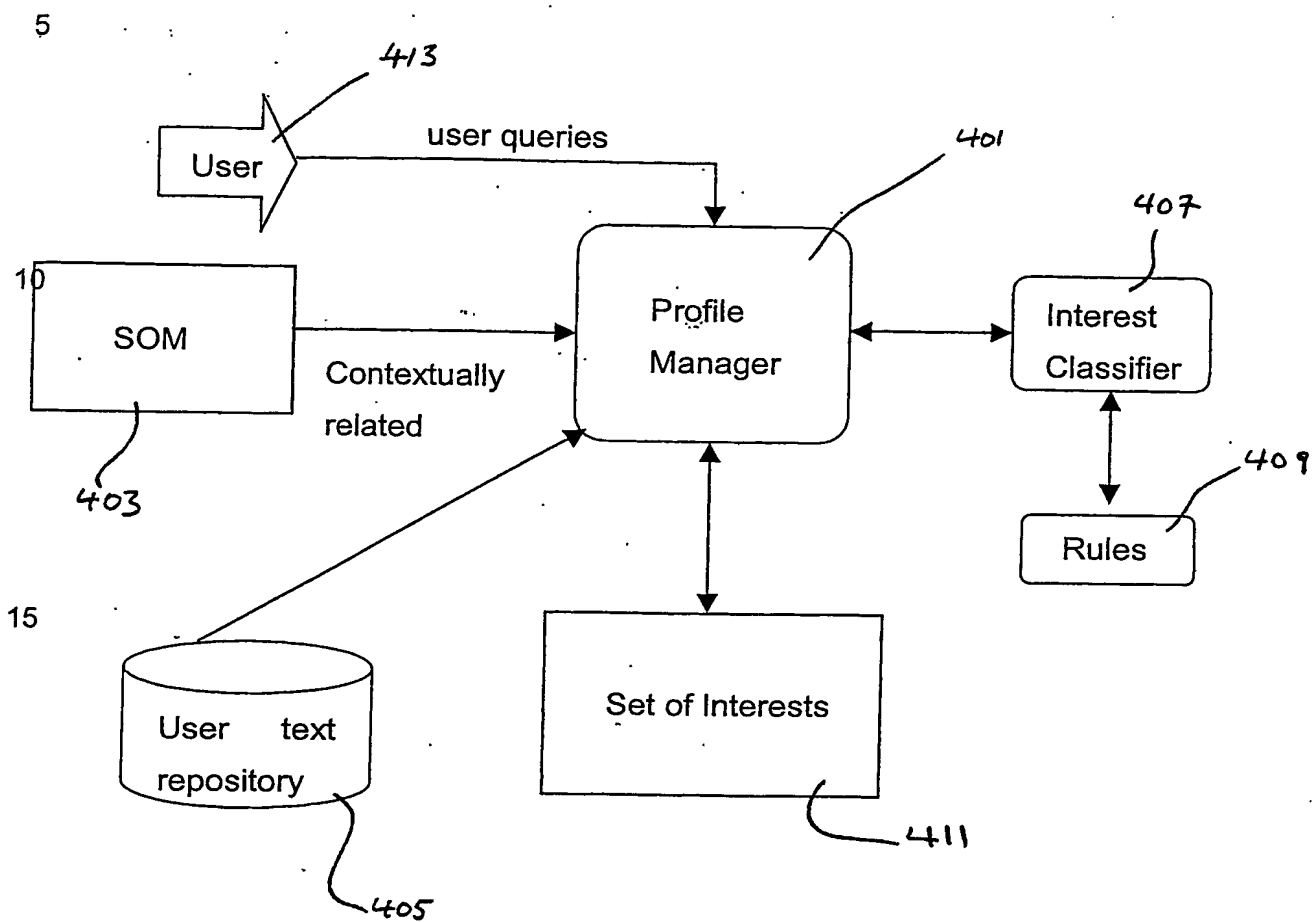 5
413
User
user queries
401
407
10
SOM
Profile
Manager
Interest
Classifier
Contextually
related
403
409
Rules
15
User text
repository
Set of Interests
411
405